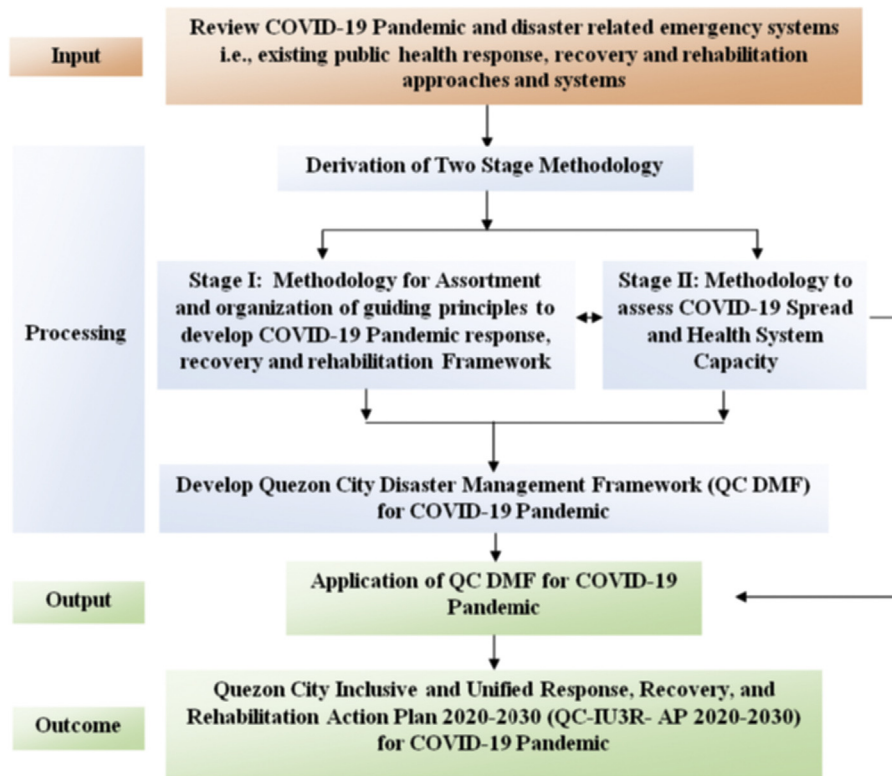 Input
Review COVID-19 Pandemic and disaster related emergency systems
i.e., existing public health response, recovery and rehabilitation
approaches and systems
Processing
Derivation of Two Stage Methodology
Stage I: Methodology for Assortment
and organization of guiding principles to
develop COVID-19 Pandemic response,
recovery and rehabilitation Framework
Stage II: Methodology to
assess COVID-19 Spread
and Health System
Capacity
Develop Quezon City Disaster Management Framework (QC DMF)
for COVID-19 Pandemic
Output
Application of QC DMF for COVID-19
Pandemic
Outcome
Quezon City Inclusive and Unified Response, Recovery, and
Rehabilitation Action Plan 2020-2030 (QC-IU3R- AP 2020-2030)
for COVID-19 Pandemic